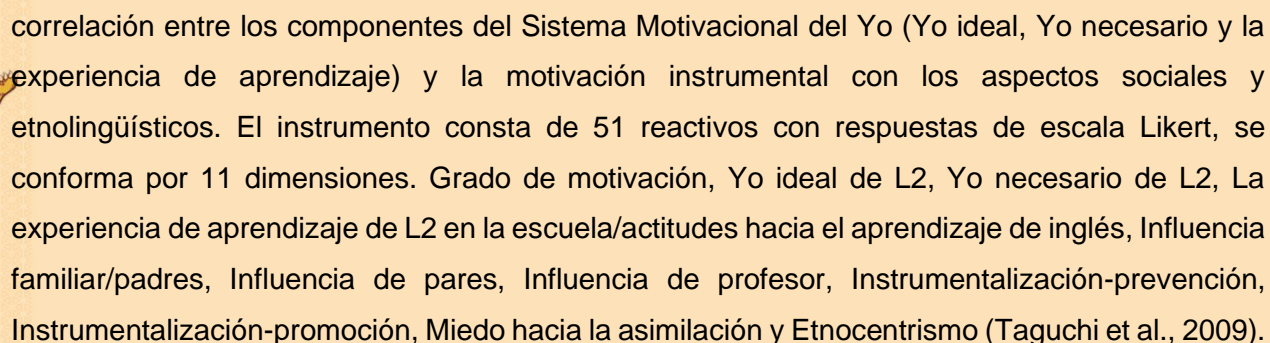 correlación entre los componentes del Sistema Motivacional del Yo (Yo ideal, Yo necesario y la
experiencia de aprendizaje) y la motivación instrumental con los aspectos sociales y
etnolingüísticos. El instrumento consta de 51 reactivos con respuestas de escala Likert, se
conforma por 11 dimensiones. Grado de motivación, Yo ideal de L2, Yo necesario de L2, La
experiencia de aprendizaje de L2 en la escuela/actitudes hacia el aprendizaje de inglés, Influencia
familiar/padres, Influencia de pares, Influencia de profesor, Instrumentalización-prevención,
Instrumentalización-promoción, Miedo hacia la asimilación y Etnocentrismo (Taguchi et al., 2009).